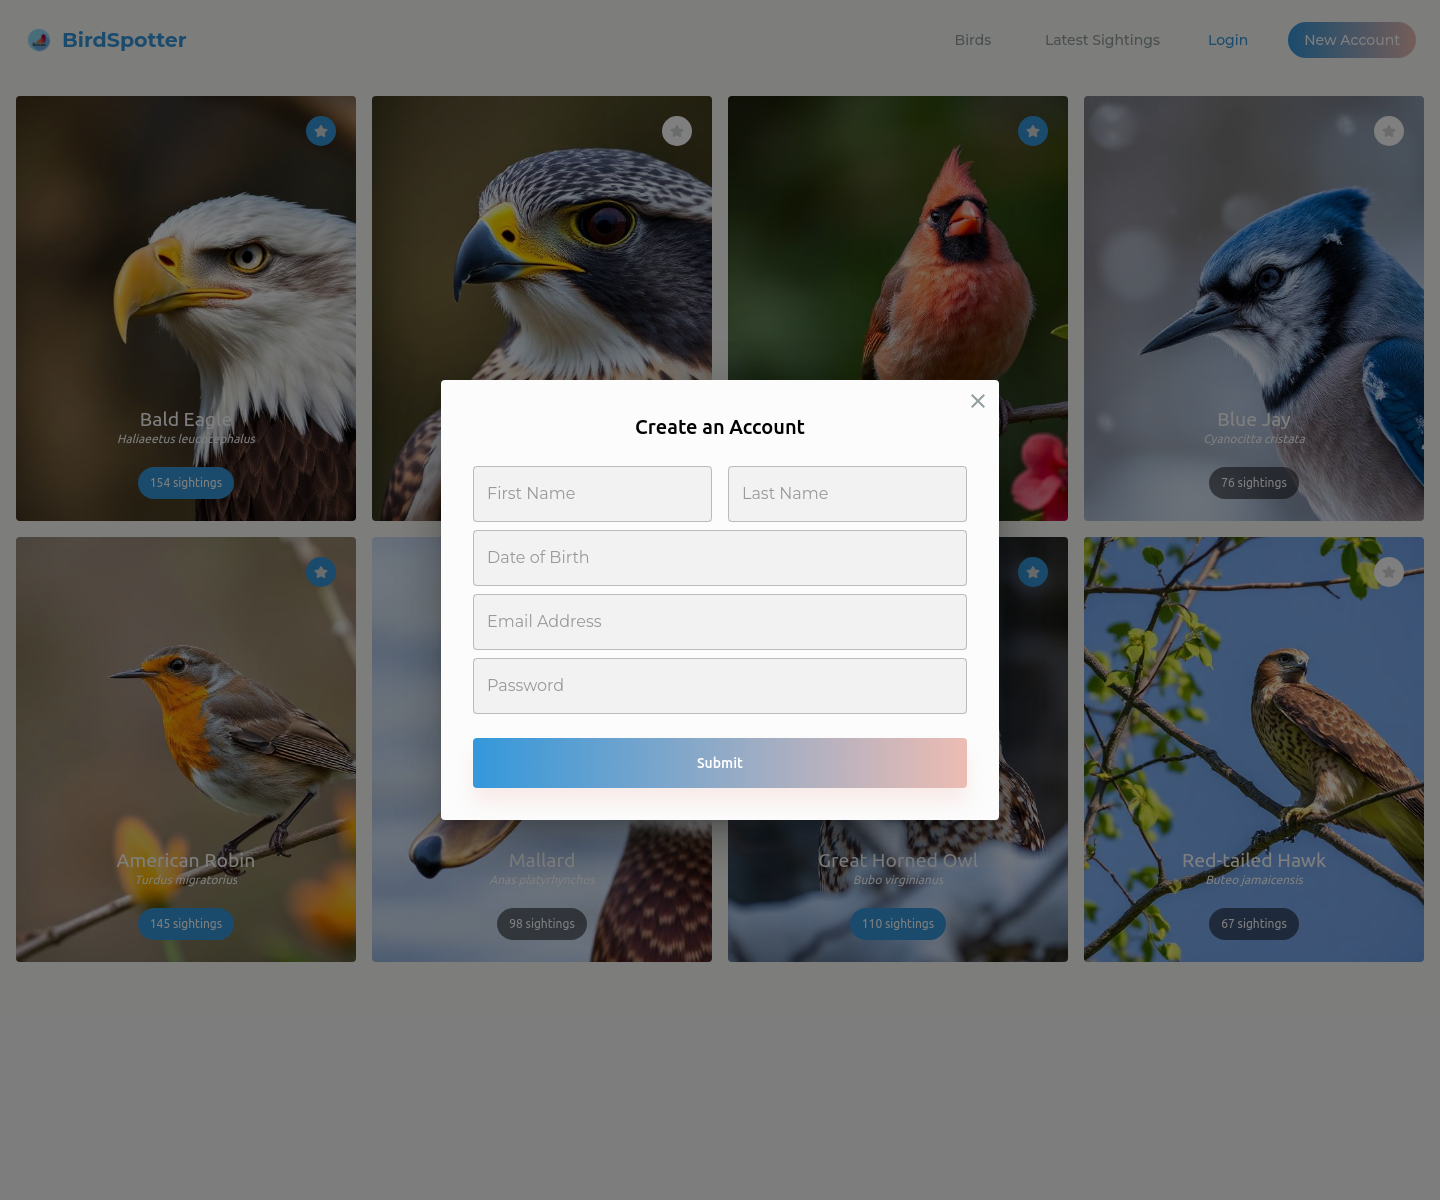 BirdSpotter
Birds
Latest Sightings
Login
New Account
Bald Eagle
Haliaeetus leucocephalus
154 sightings
Blue Jay
Cyanocitta cristata
76 sightings
Create an Account
First Name
Last Name
Date of Birth
Email Address
Password
Submit
American Robin
Turdus migratorius
145 sightings
Mallard
Anas platyrhynchos
98 sightings
Great Horned Owl
Bubo virginianus
110 sightings
Red-tailed Hawk
Buteo jamaicensis
67 sightings